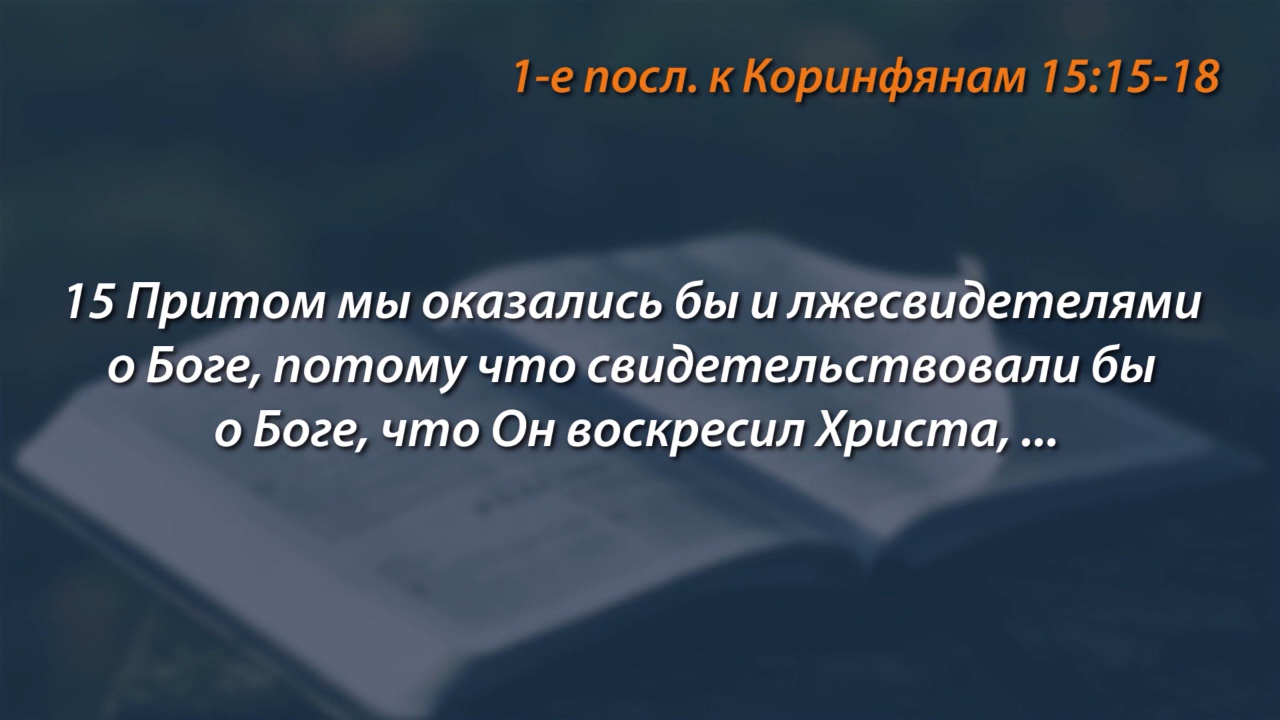 1-е посл. к Коринфянам 15:15-18
15 Притом мы оказались бы и лжесвидетелями
о Боге, потому что свидетельствовали бы
о Боге, что Он воскресил Христа, ...